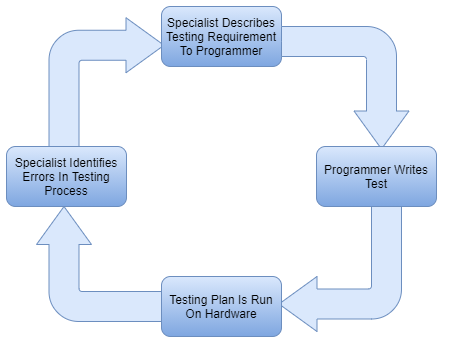 Specialist Describes
Testing Requirement
To Programmer
Programmer Writes
Test
Testing Plan Is Run
On Hardware
Specialist Identifies
Errors In Testing
Process